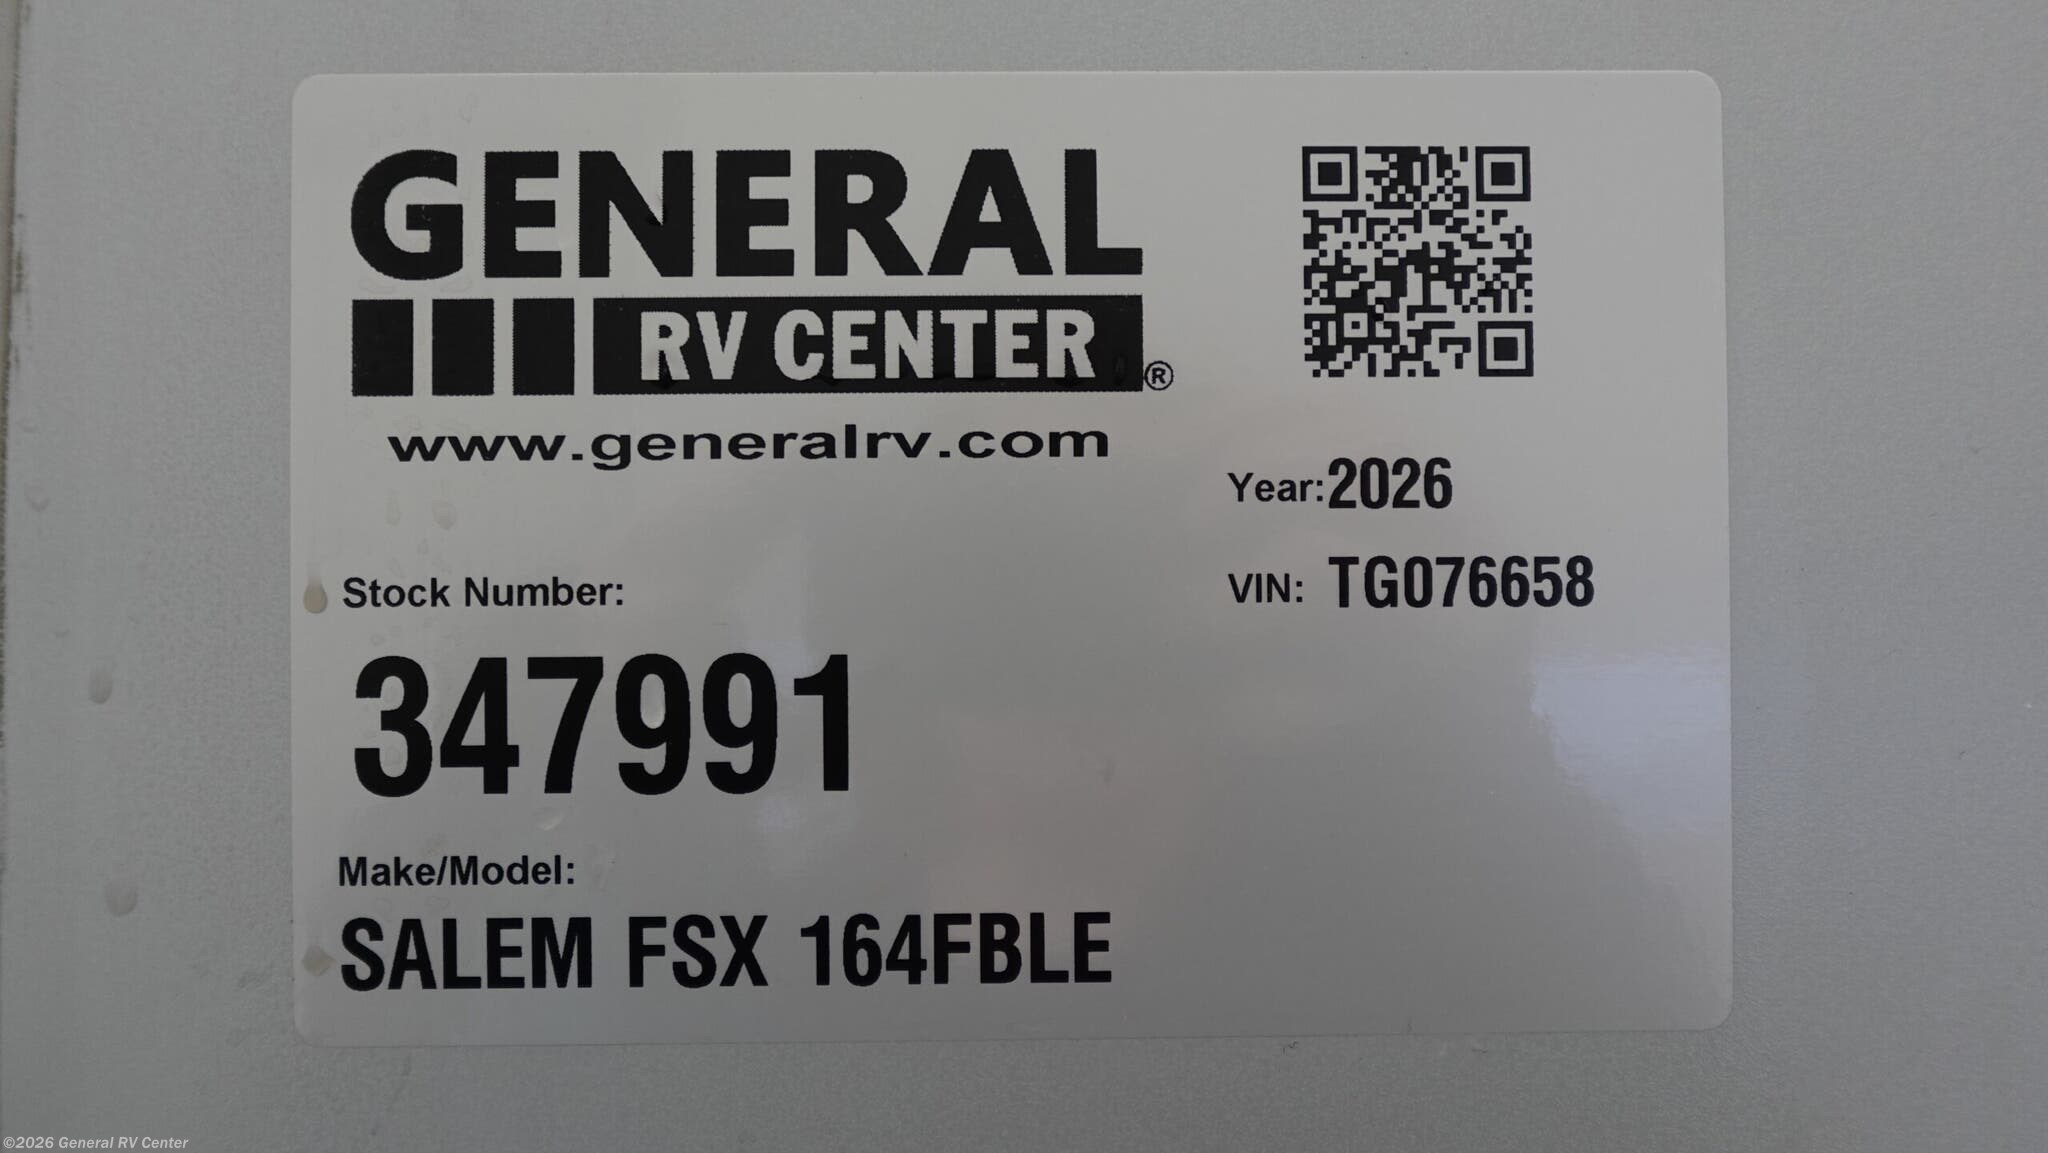 GENERAL
RV CENTER®
www.generalrv.com
Year: 2026
VIN: TG076658
Stock Number:
347991
Make/Model:
SALEM FSX 164FBLE
©2026 General RV Center